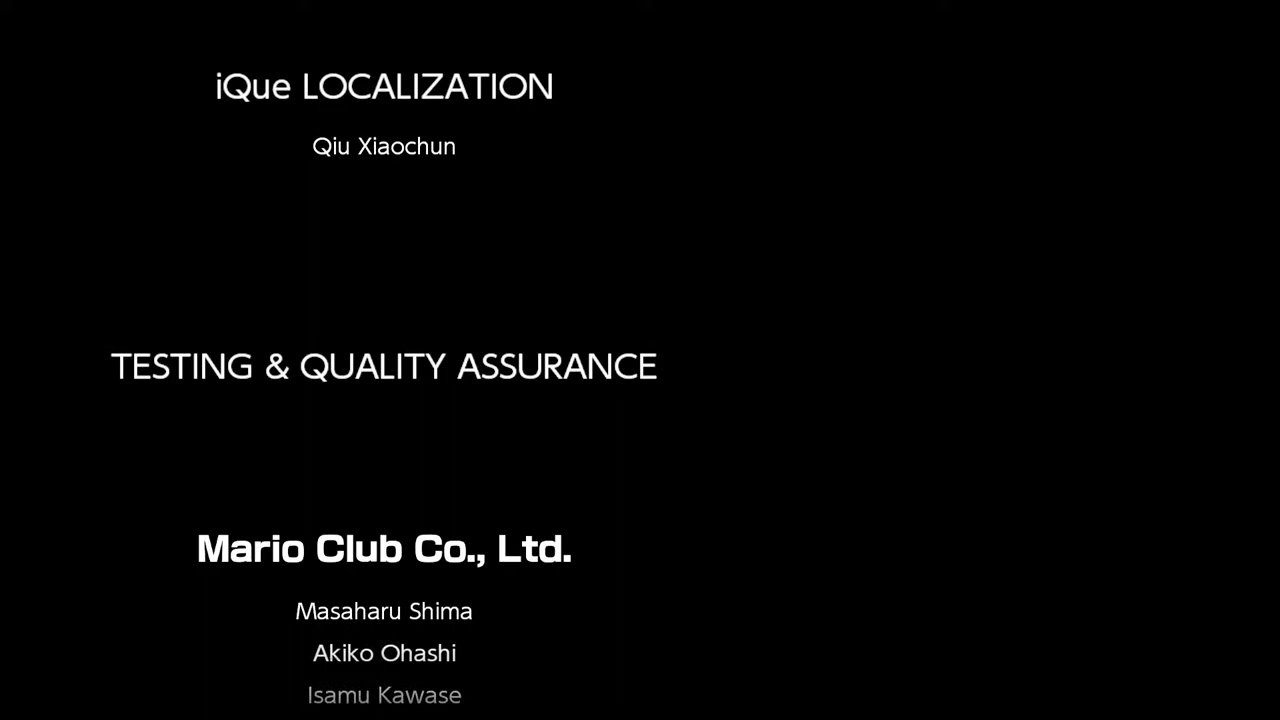 iQue LOCALIZATION
Qiu Xiaochun
TESTING & QUALITY ASSURANCE
Mario Club Co., Ltd.
Masaharu Shima
Akiko Ohashi
Isamu Kawase